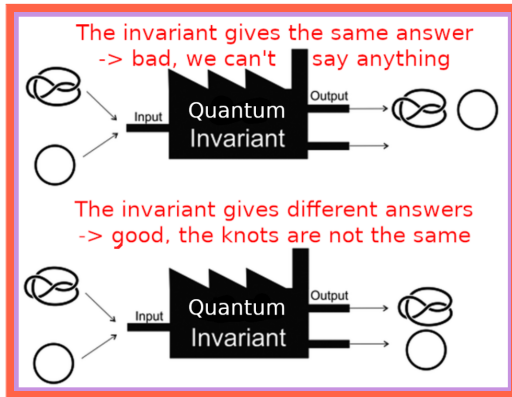 The invariant gives the same answer
-> bad, we can't say anything
Input
Quantum
Invariant
Output
The invariant gives different answers
-> good, the knots are not the same
Input
Quantum
Invariant
Output